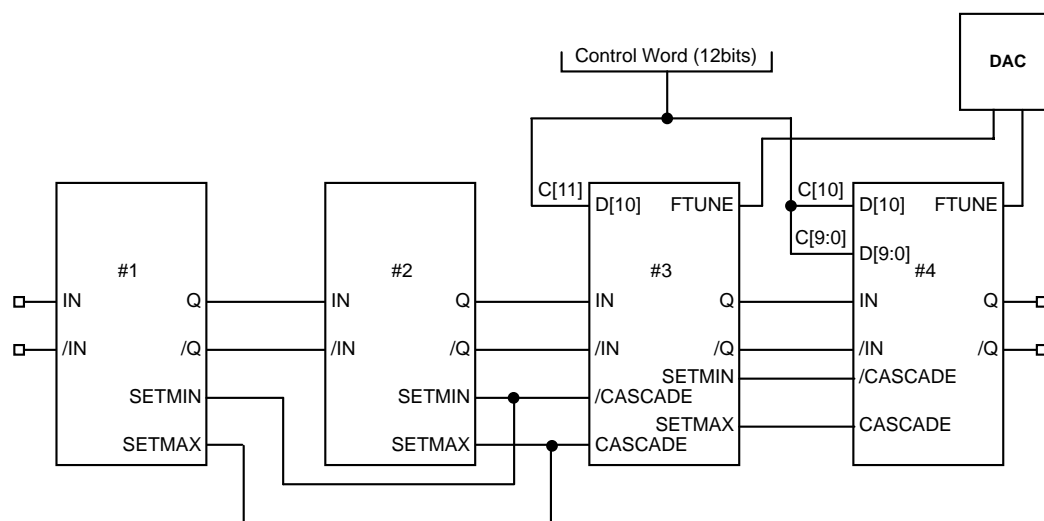 Control Word (12bits)
DAC
C[11]
C[10]
D[10] FTUNE
D[10] FTUNE
C[9:0]
D[9:0]
#1
#2
#3
#4
IN Q
IN Q
IN Q
IN Q
/IN /Q
/IN /Q
/IN /Q
/IN /Q
SETMIN
SETMIN
/CASCADE
SETMIN
/CASCADE
SETMAX
SETMAX
CASCADE
SETMAX
CASCADE